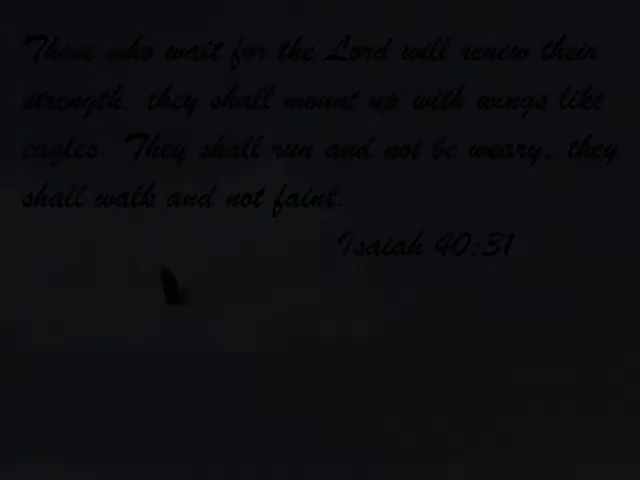 Those who wait for the Lord will renew their
strength, they shall mount up with wings like
eagles. They shall run and not be weary, they
shall walk and not faint.
Isaiah 40:31